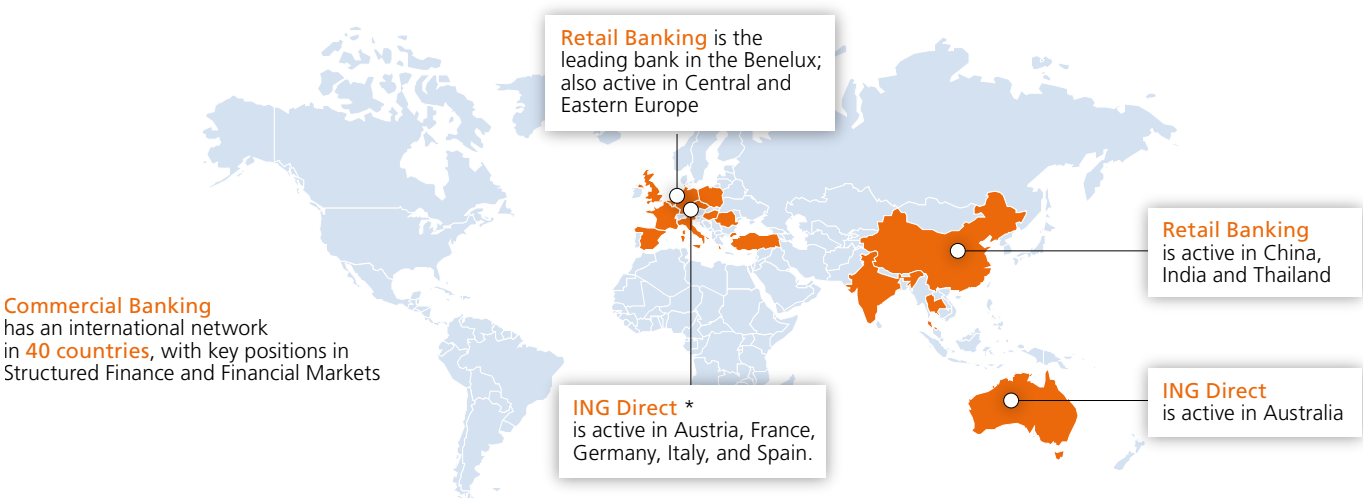 Retail Banking is the
leading bank in the Benelux;
also active in Central and
Eastern Europe
Retail Banking
is active in China,
India and Thailand
Commercial Banking
has an international network
in 40 countries, with key positions in
Structured Finance and Financial Markets
ING Direct *
is active in Austria, France,
Germany, Italy, and Spain.
ING Direct
is active in Australia